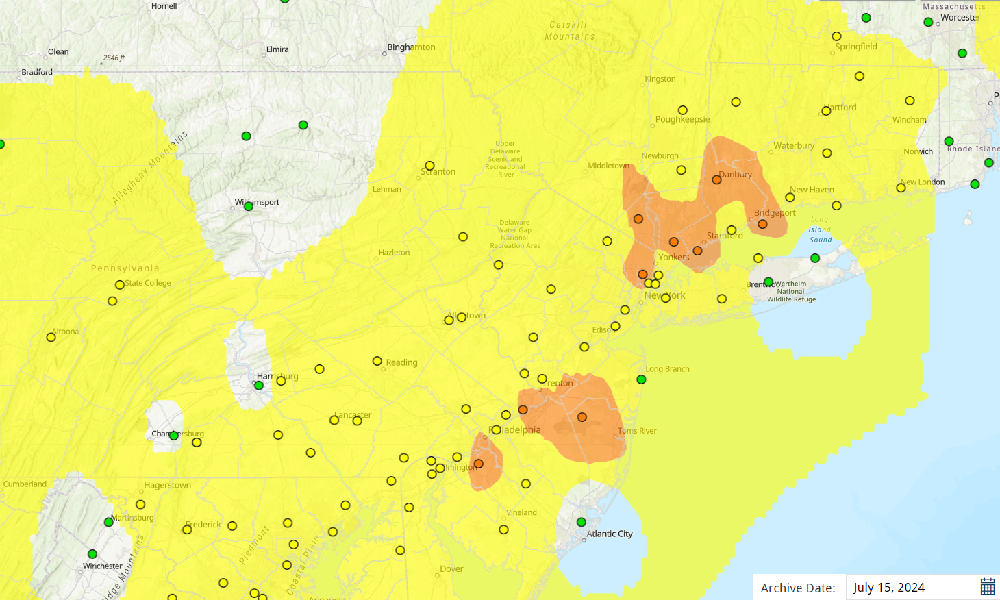 Hornell
Massachusetts
Worcester
Catskill
Mountains
Binghamton
Elmira
Olean
2546 ft
Bradford
Springfield
Kingston
Hartford
Poughkeepsie
Windham
Allegheny Mountains
Upper
Delaware
Scenic and
Recreational
River
Waterbury
Norwich
Rhode Island
Newburgh
Middletown
Scranton
Danbury
Lehman
New London
New Haven
Williamsport
Bridgeport
Long
Island
Sound
Delaware
Water Gap
National
Recreation Area
Stamford
Hazleton
Yonkers
Pennsylvania
State College
Wertheim
National
Wildlife Refuge
New York
Allentown
Altoona
Edison
Reading
Long Branch
Harrisburg
Trenton
Lancaster
Philadelphia
Toms River
Chambersburg
Cumberland
Hagerstown
Vineland
Martinsburg
Frederick
Atlantic City
Piedmont
Coastal Plain
Winchester
Dover
Annapolis
Archive Date:
July 15, 2024